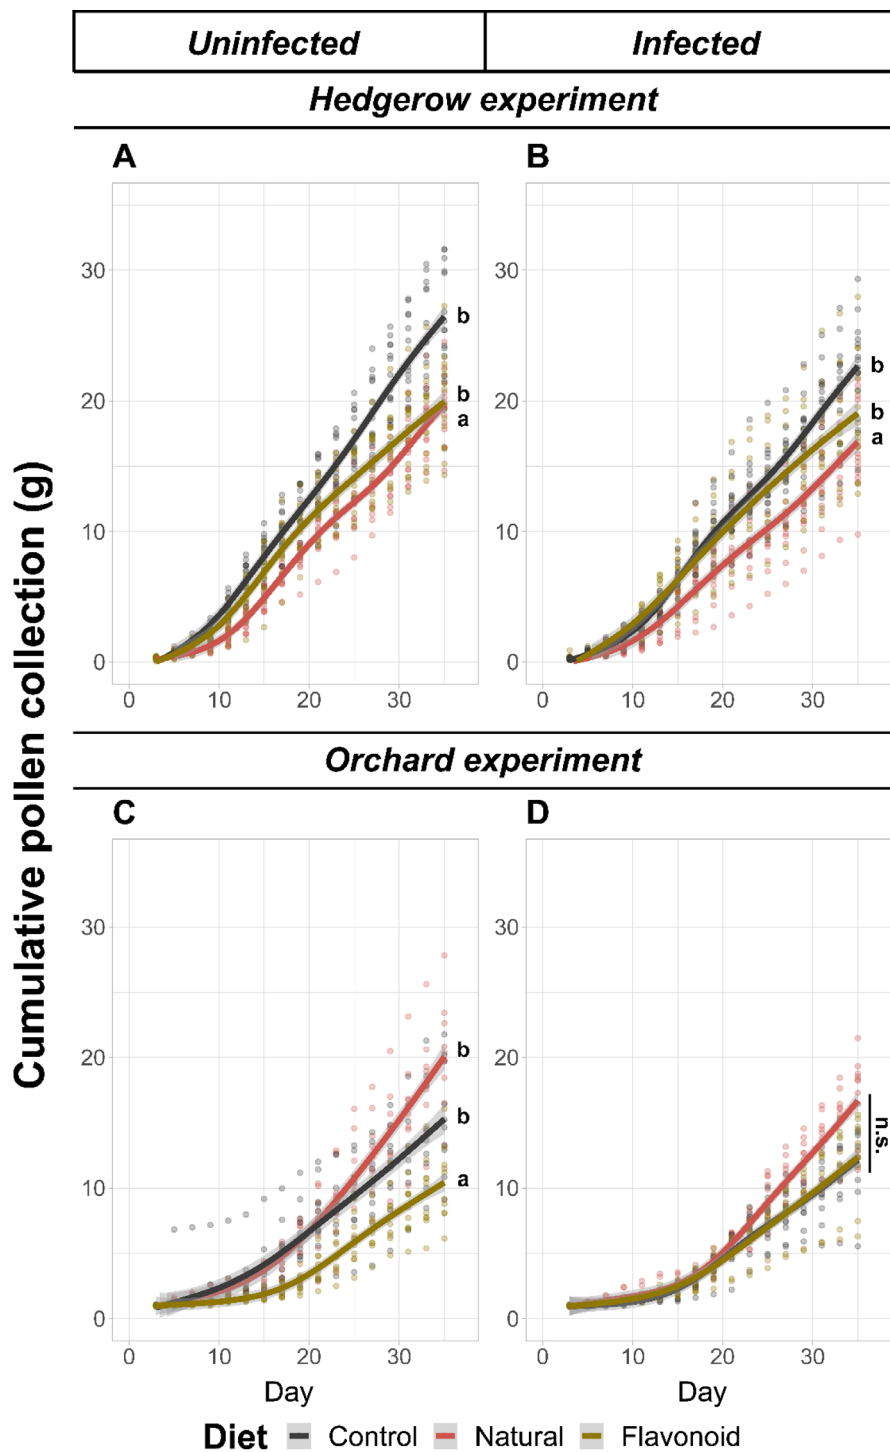 Uninfected Infected
Hedgerow experiment
A B
30 30
20 20
10 10
0 0
b
b
a
b
b
a
0 10 20 30 0 10 20 30
Cumulative pollen collection (g)
Orchard experiment
C D
30 30
20 20
10 10
0 0
b
b
a
n.s.
0 10 20 30 0 10 20 30
Day Day
Diet Control Natural Flavonoid